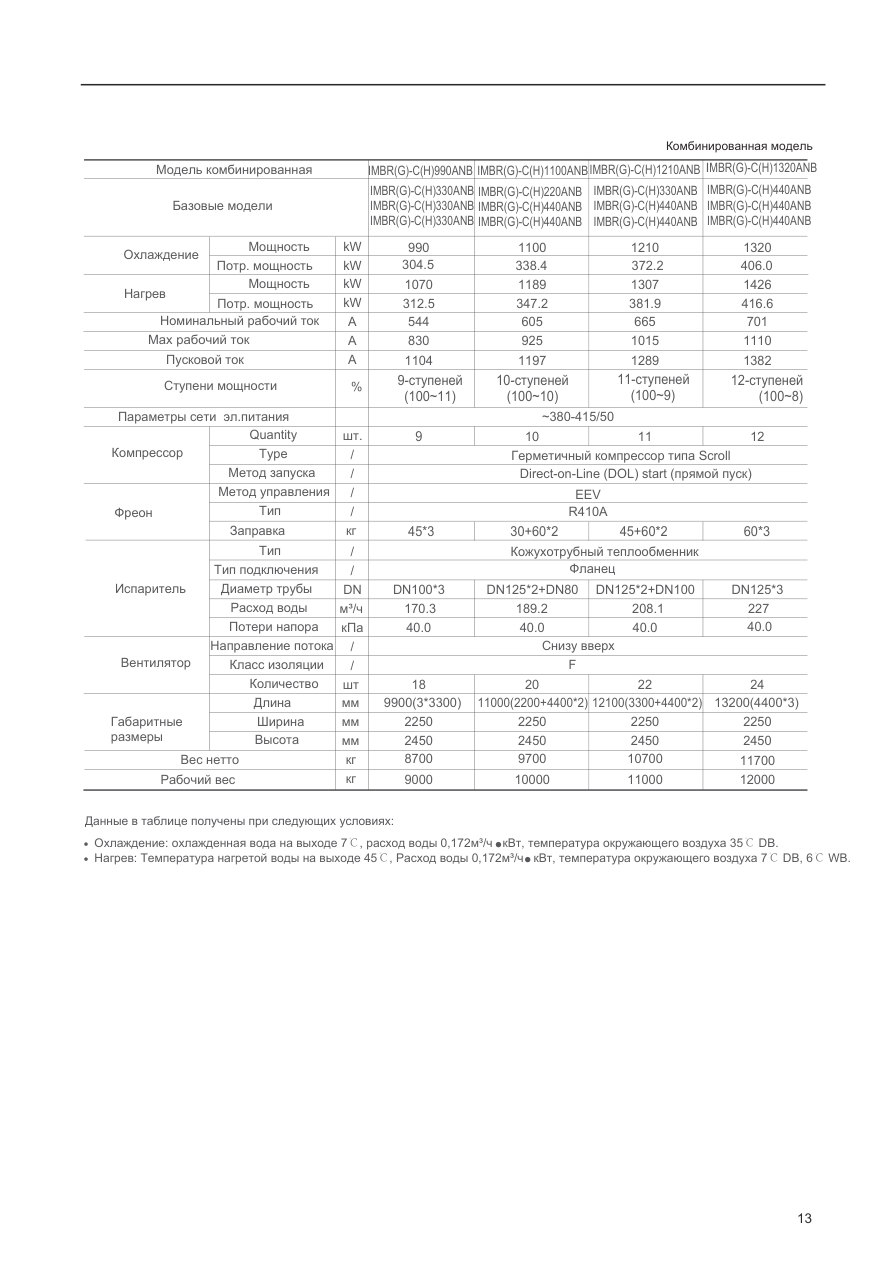 Комбинированная модель
Модель комбинированная IMBR(G)-C(H)990ANB IMBR(G)-C(H)1100ANB IMBR(G)-C(H)1210ANB IMBR(G)-C(H)1320ANB
IMBR(G)-C(H)330ANB IMBR(G)-C(H)220ANB IMBR(G)-C(H)330ANB IMBR(G)-C(H)440ANB
Базовые модели IMBR(G)-C(H)330ANB IMBR(G)-C(H)440ANB IMBR(G)-C(H)440ANB IMBR(G)-C(H)440ANB
IMBR(G)-C(H)330ANB IMBR(G)-C(H)440ANB IMBR(G)-C(H)440ANB IMBR(G)-C(H)440ANB
Охлаждение Мощность kW 990 1100 1210 1320
Потр. мощность kW 304.5 338.4 372.2 406.0
Нагрев Мощность kW 1070 1189 1307 1426
Потр. мощность kW 312.5 347.2 381.9 416.6
Номинальный рабочий ток A 544 605 665 701
Max рабочий ток A 830 925 1015 1110
Пусковой ток A 1104 1197 1289 1382
Ступени мощности % 9-ступеней 10-ступеней 11-ступеней 12-ступеней
(100~11) (100~10) (100~9) (100~8)
Параметры сети эл.питания ~380-415/50
Компрессор Quantity шт. 9 10 11 12
Type / Герметичный компрессор типа Scroll
Метод запуска / Direct-on-Line (DOL) start (прямой пуск)
Фреон Метод управления / EEV
Тип / R410A
Заправка кг 45*3 30+60*2 45+60*2 60*3
Испаритель Тип / Кожухотрубный теплообменник
Тип подключения / Фланец
Диаметр трубы DN DN100*3 DN125*2+DN80 DN125*2+DN100 DN125*3
Расход воды м³/ч 170.3 189.2 208.1 227
Потери напора кПа 40.0 40.0 40.0 40.0
Вентилятор Направление потока / Снизу вверх
Класс изоляции / F
Количество шт 18 20 22 24
Габаритные размеры Длина мм 9900(3*3300) 11000(2200+4400*2) 12100(3300+4400*2) 13200(4400*3)
Ширина мм 2250 2250 2250 2250
Высота мм 2450 2450 2450 2450
Вес нетто кг 8700 9700 10700 11700
Рабочий вес кг 9000 10000 11000 12000
Данные в таблице получены при следующих условиях:
• Охлаждение: охлажденная вода на выходе 7℃, расход воды 0,172м³/ч ●кВт, температура окружающего воздуха 35℃ DB.
• Нагрев: Температура нагретой воды на выходе 45℃, Расход воды 0,172м³/ч● кВт, температура окружающего воздуха 7℃ DB, 6℃ WB.
13